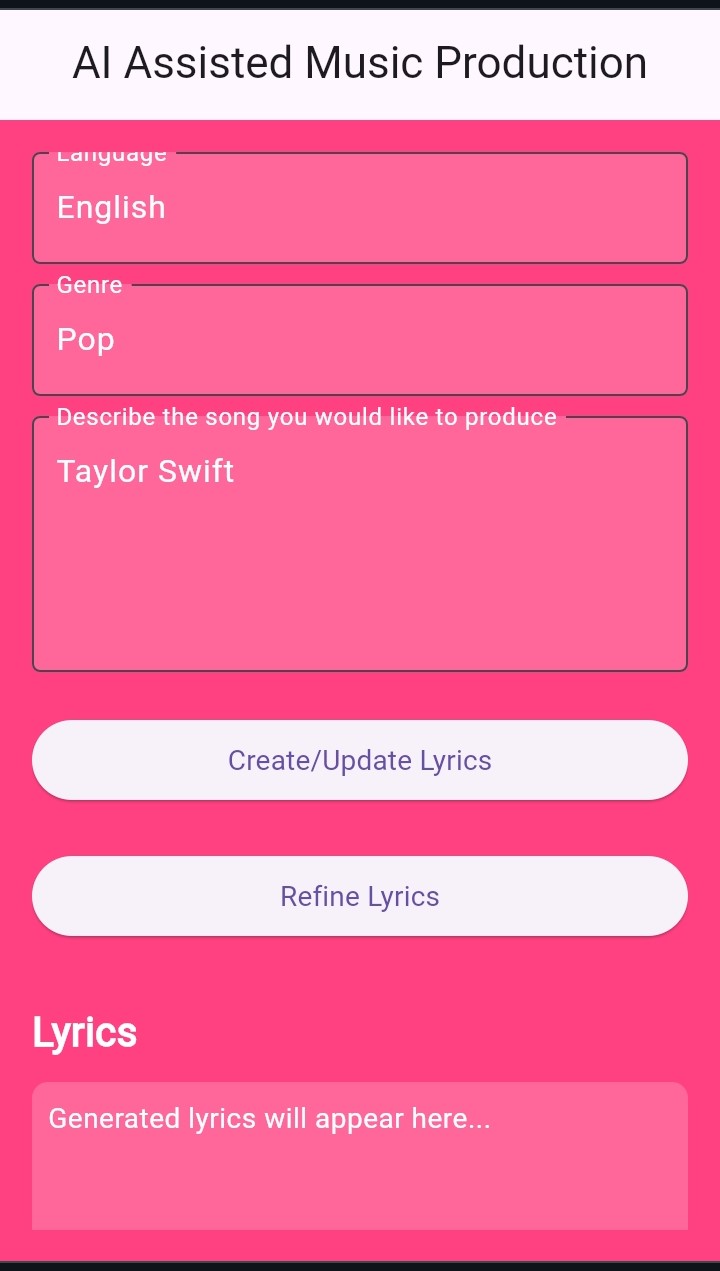 AI Assisted Music Production
Language
English
Genre
Pop
Describe the song you would like to produce
Taylor Swift
Create/Update Lyrics
Refine Lyrics
Lyrics
Generated lyrics will appear here...